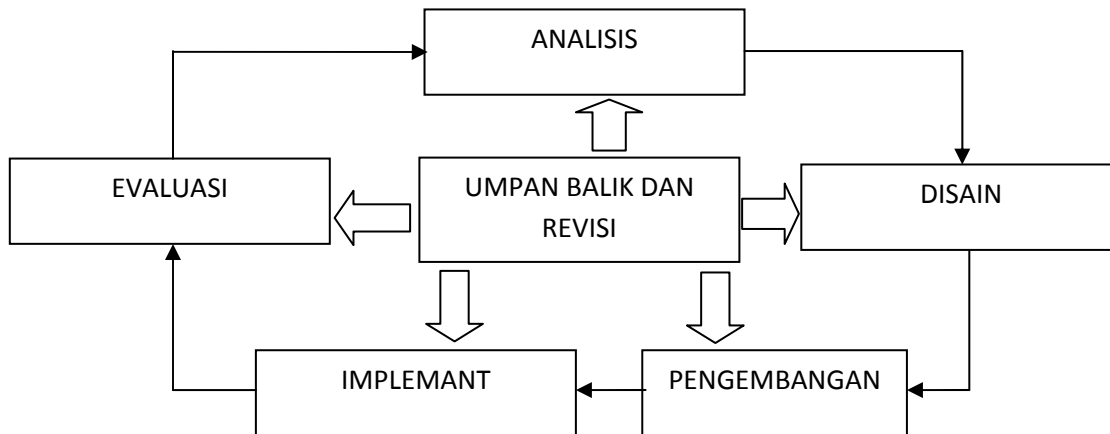 ANALISIS
EVALUASI
UMPAN BALIK DAN
REVISI
DISAIN
IMPLEMANT
PENGEMBANGAN